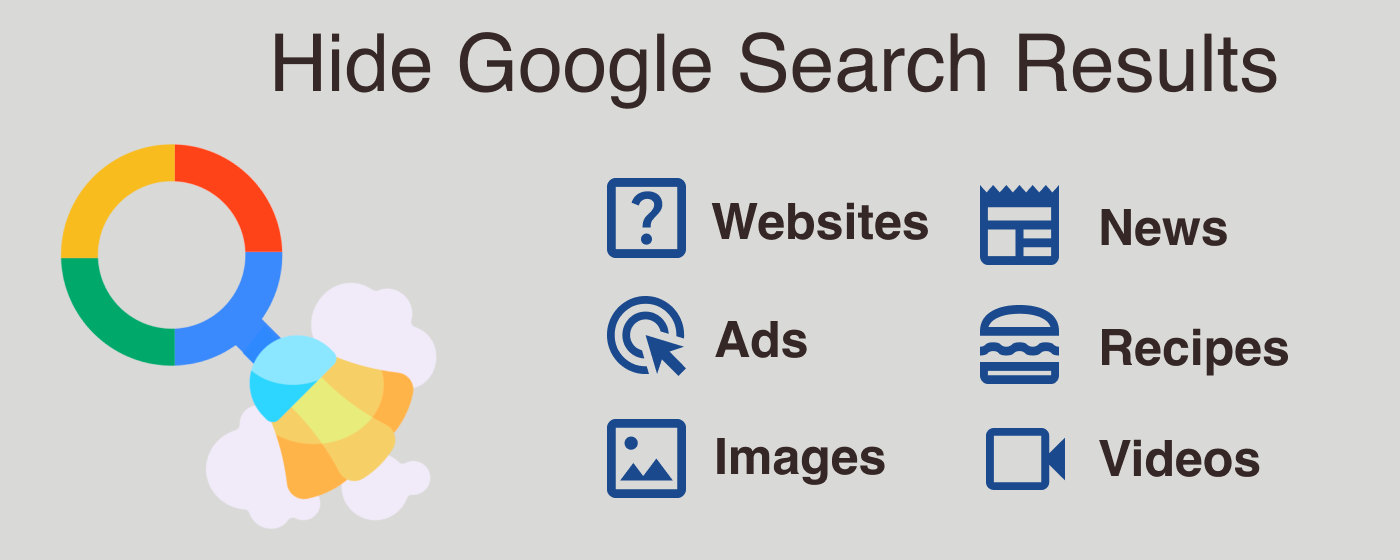 Hide Google Search Results
Websites
News
Ads
Recipes
Images
Videos